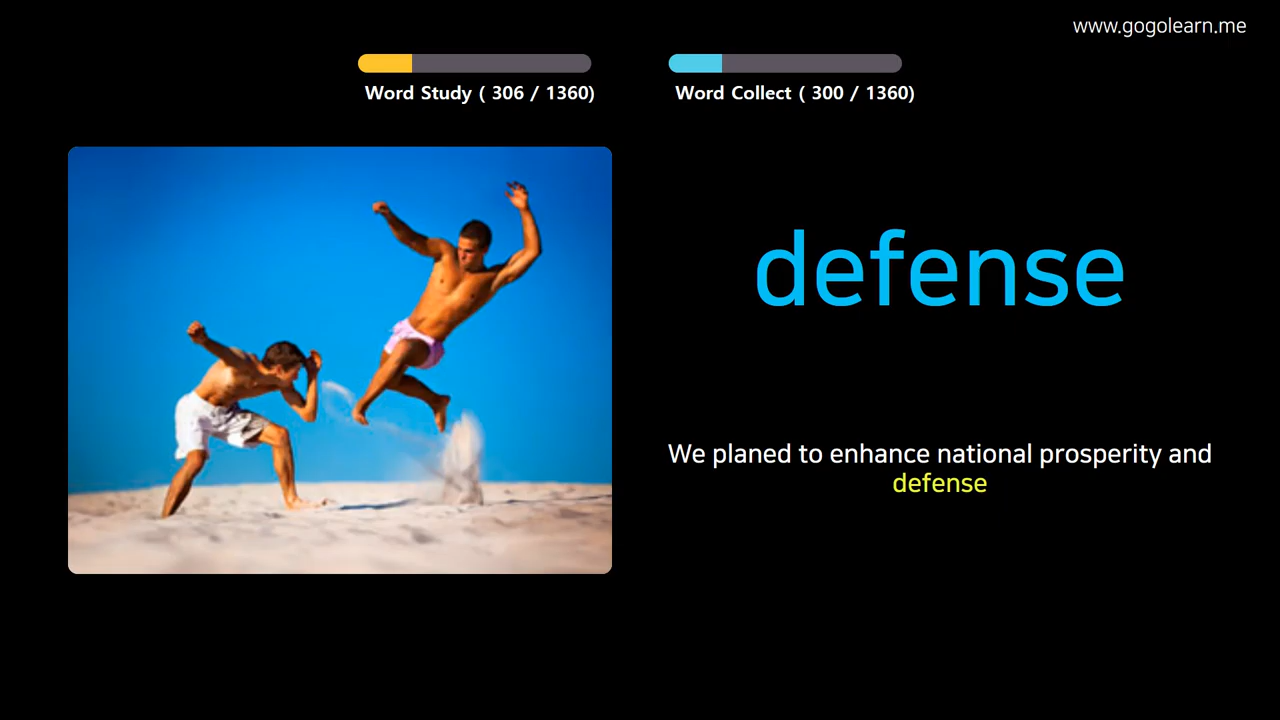 www.gogolearn.me
Word Study ( 306 / 1360)
Word Collect ( 300 / 1360)
defense
We planed to enhance national prosperity and
defense